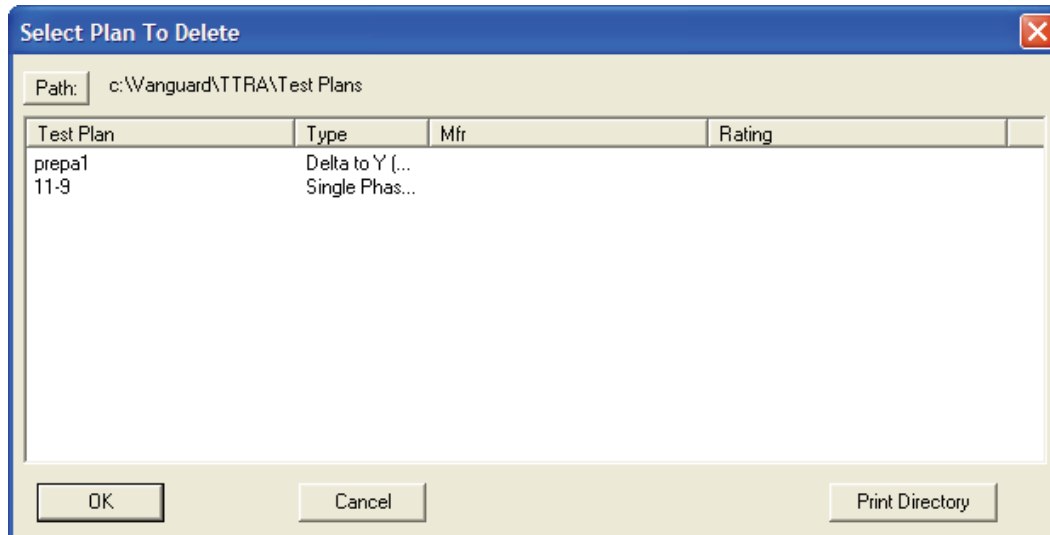 Select Plan To Delete
Path: c:\Vanguard\TTRA\Test Plans
Test Plan Type Mfr Rating
prepa1 Delta to Y (...
11-9 Single Phas...
OK Cancel Print Directory